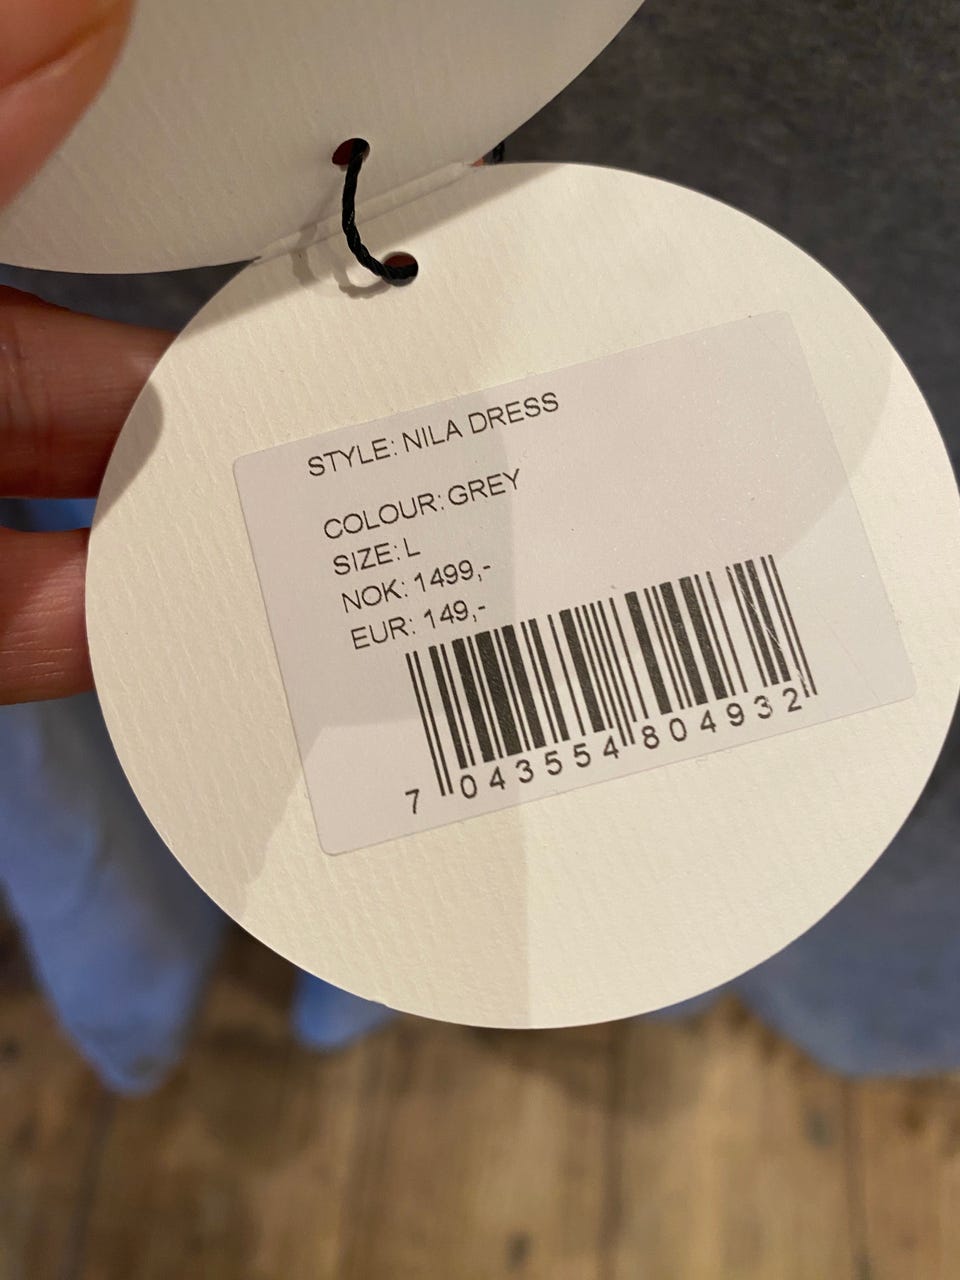 STYLE: NILA DRESS
COLOUR: GREY
SIZE: L
NOK: 1499,-
EUR: 149,-
7 043554 804932